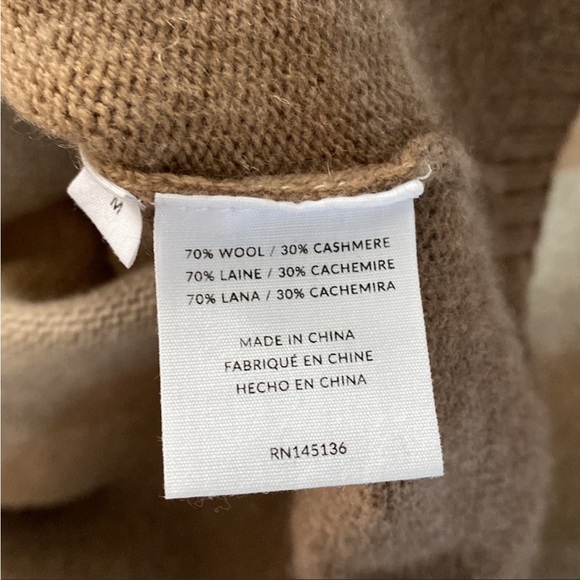 M
70% WOOL / 30% CASHMERE
70% LAINE / 30% CACHEMIRE
70% LANA / 30% CACHEMIRA
MADE IN CHINA
FABRIQUÉ EN CHINE
HECHO EN CHINA
RN145136